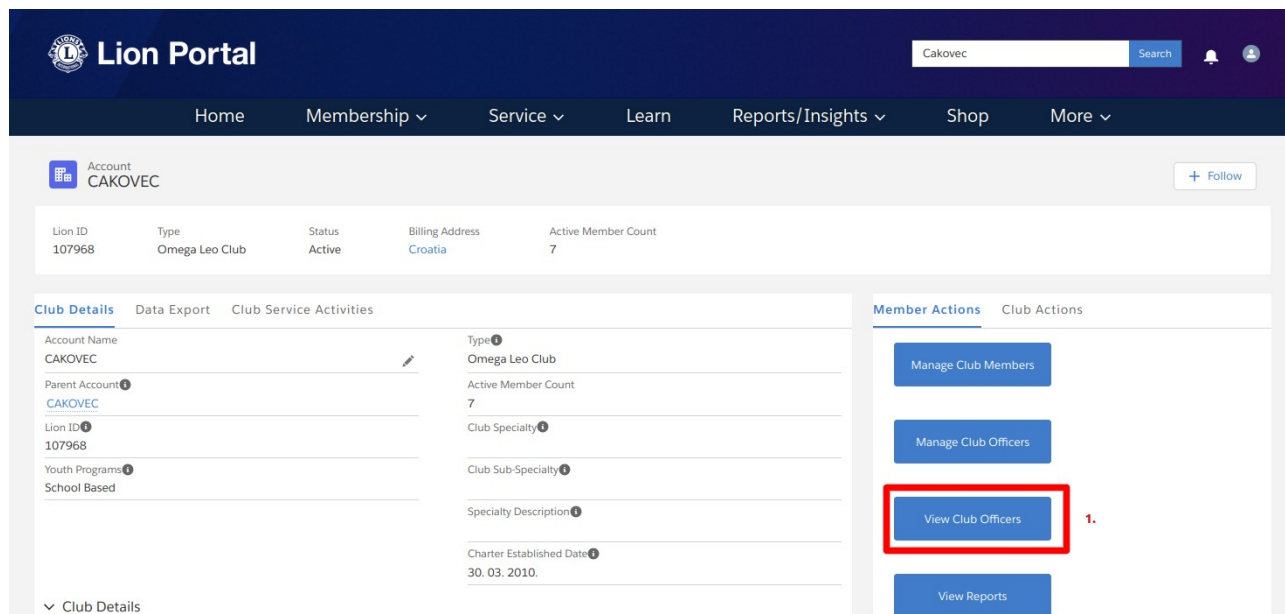 Lion Portal
Cakovec
Search
Home Membership Service Learn Reports/Insights Shop More
Account
CAKOVEC
+ Follow
Lion ID Type Status Billing Address Active Member Count
107968 Omega Leo Club Active Croatia 7
Club Details Data Export Club Service Activities
Account Name
CAKOVEC
Parent Account
CAKOVEC
Lion ID
107968
Youth Programs
School Based
Type
Omega Leo Club
Active Member Count
7
Club Specialty
Club Sub-Specialty
Specialty Description
Charter Established Date
30. 03. 2010.
Club Details
Member Actions Club Actions
Manage Club Members
Manage Club Officers
View Club Officers
1.
View Reports